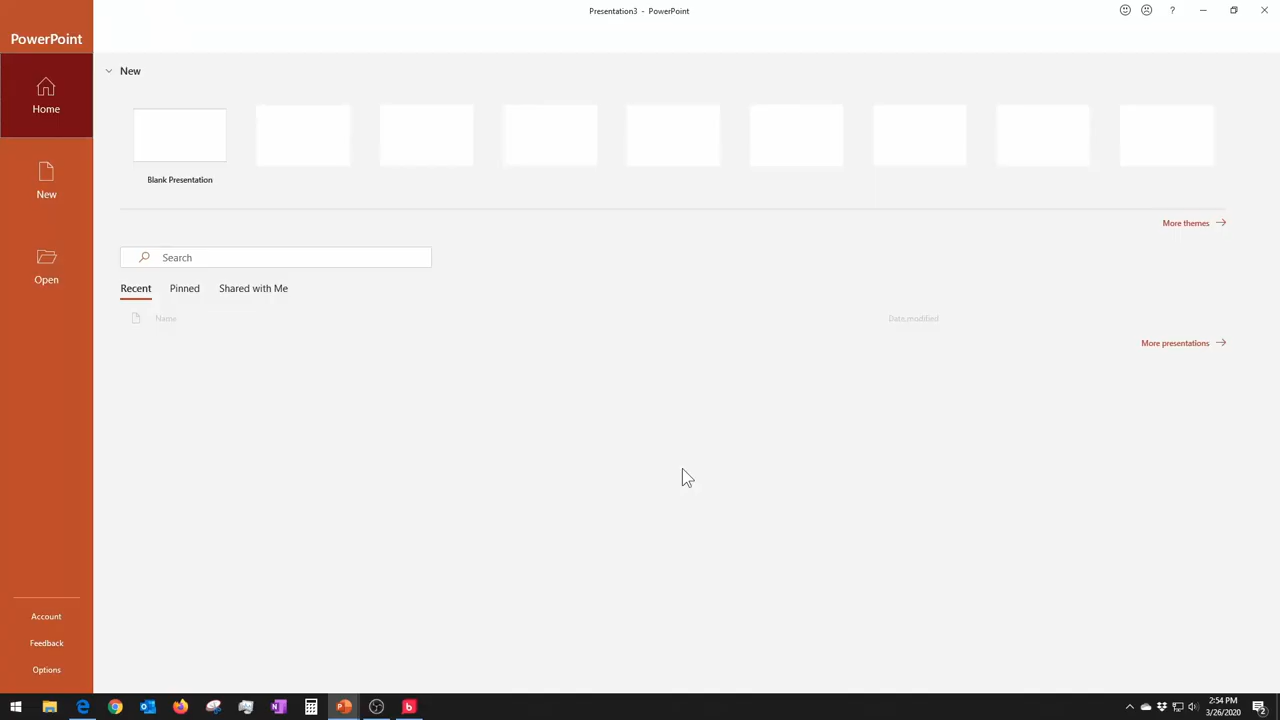 Presentation3 - PowerPoint
?
PowerPoint
Home
New
Open
Account
Feedback
Options
New
Blank Presentation
More themes
Search
Recent Pinned Shared with Me
Name Date modified
More presentations
2:54 PM
3/26/2020
2